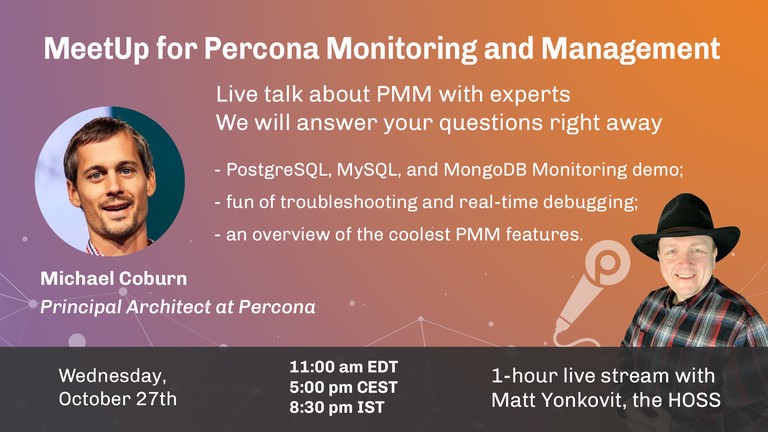 MeetUp for Percona Monitoring and Management
Live talk about PMM with experts
We will answer your questions right away
- PostgreSQL, MySQL, and MongoDB Monitoring demo;
- fun of troubleshooting and real-time debugging;
- an overview of the coolest PMM features.
Michael Coburn
Principal Architect at Percona
Wednesday,
October 27th
11:00 am EDT
5:00 pm CEST
8:30 pm IST
1-hour live stream with
Matt Yonkovit, the HOSS